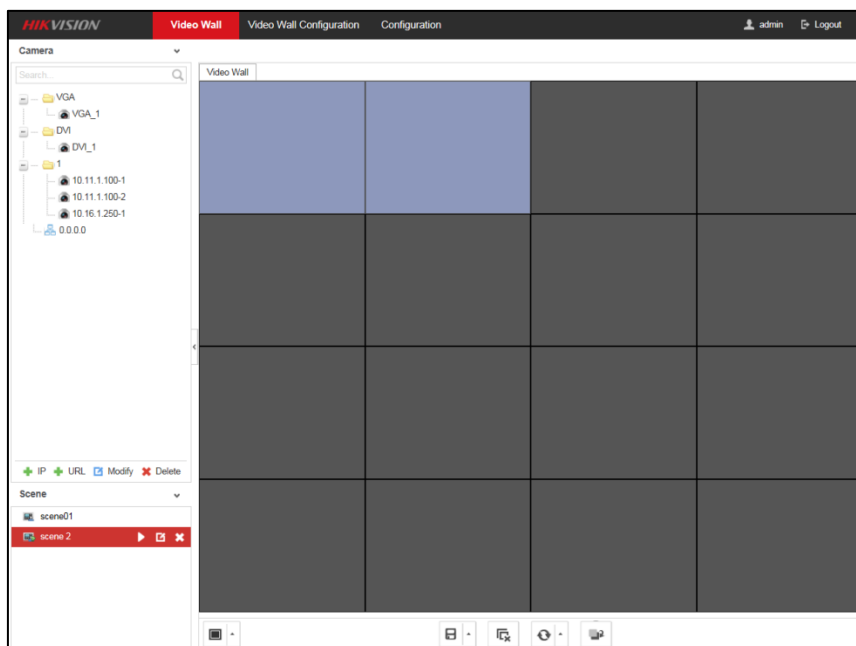 HIKVISION Video Wall Video Wall Configuration Configuration admin Logout
Camera
Search...
Video Wall
VGA
VGA_1
DVI
DVI_1
1
10.11.1.100-1
10.11.1.100-2
10.16.1.250-1
0.0.0.0
IP URL Modify Delete
Scene
scene01
scene 2